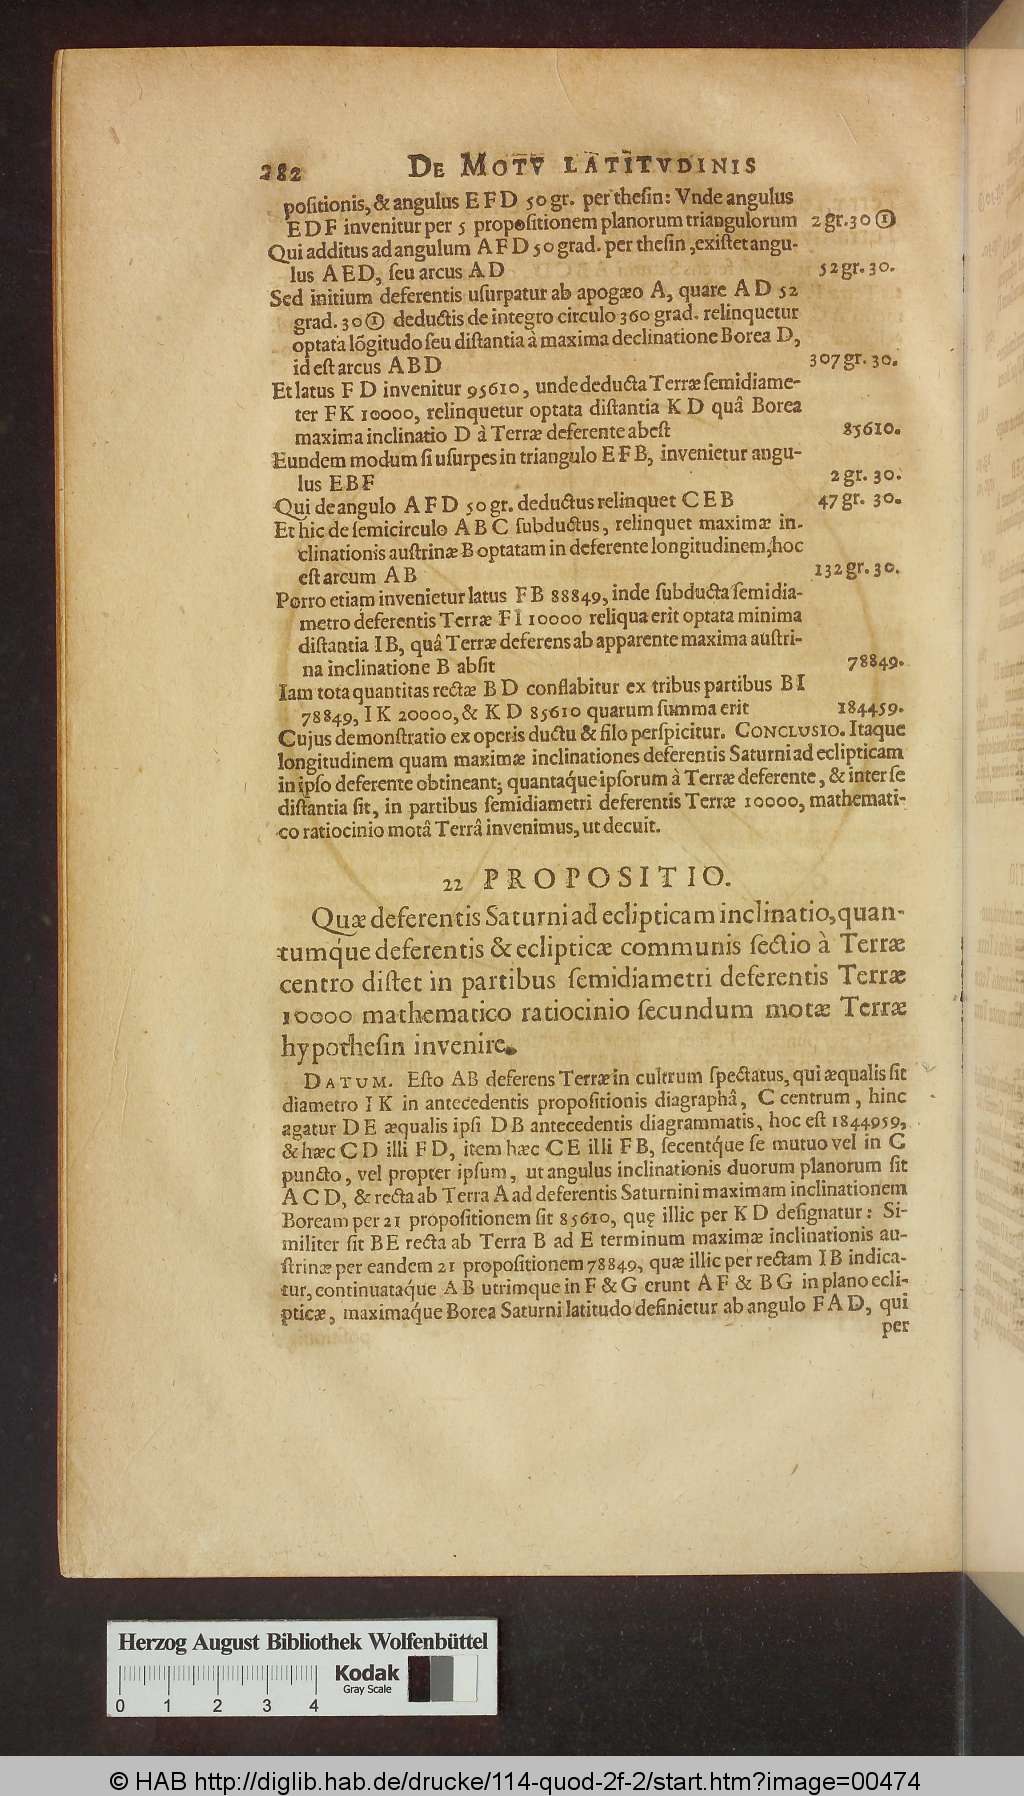 282 DE MOTV LATITVDINIS
positionis, & angulus E F D 50 gr. per thesin: Vnde angulus
E D F invenitur per 5 propositionem planorum triangulorum 2 gr. 30 ①
Qui additus ad angulum A F D 50 grad. per thesin, existet angu-
lus A E D, seu arcus A D 52 gr. 30.
Sed initium deferentis usurpatur ab apogæo A, quare A D 52
grad. 30 ① deductis de integro circulo 360 grad. relinquetur
optata lõgitudo seu distantia à maxima declinatione Borea D,
id est arcus A B D 307 gr. 30.
Et latus F D invenitur 95610, unde deducta Terræ semidiame-
ter F K 10000, relinquetur optata distantia K D quâ Borea
maxima inclinatio D à Terræ deferente abest 85610.
Eundem modum si usurpes in triangulo E F B, invenietur angu-
lus E B F 2 gr. 30.
Qui de angulo A F D 50 gr. deductus relinquet C E B 47 gr. 30.
Et hic de semicirculo A B C subductus, relinquet maximæ in-
clinationis austrinæ B optatam in deferente longitudinem, hoc
est arcum A B 132 gr. 30.
Porro etiam invenietur latus F B 88849, inde subducta semidia-
metro deferentis Terræ F I 10000 reliqua erit optata minima
distantia I B, quâ Terræ deferens ab apparente maxima austri-
na inclinatione B absit 78849.
Iam tota quantitas rectæ B D conflabitur ex tribus partibus B I
78849, I K 20000, & K D 85610 quarum summa erit 184459.
Cujus demonstratio ex operis ductu & filo perspicitur. CONCLUSIO. Itaque
longitudinem quam maximæ inclinationes deferentis Saturni ad eclipticam
in ipso deferente obtineant; quantaq́ue ipsorum à Terræ deferente, & inter se
distantia sit, in partibus semidiametri deferentis Terræ 10000, mathemati-
co ratiocinio motâ Terrâ invenimus, ut decuit.
22 PROPOSITIO.
Quæ deferentis Saturni ad eclipticam inclinatio, quan-
tumq́ue deferentis & eclipticæ communis sectio à Terræ
centro distet in partibus semidiametri deferentis Terræ
10000 mathematico ratiocinio secundum motæ Terræ
hypothesin invenire.
DATUM. Esto AB deferens Terræ in cultrum spectatus, qui æqualis sit
diametro I K in antecedentis propositionis diagraphâ, C centrum, hinc
agatur D E æqualis ipsi D B antecedentis diagrammatis, hoc est 1844959,
& hæc C D illi F D, item hæc C E illi F B, secentq́ue se mutuo vel in C
puncto, vel propter ipsum, ut angulus inclinationis duorum planorum sit
A C D, & recta ab Terra A ad deferentis Saturnini maximam inclinationem
Boream per 21 propositionem sit 85610, quę illic per K D designatur: Si-
militer sit B E recta ab Terra B ad E terminum maximæ inclinationis au-
strinæ per eandem 21 propositionem 78849, quæ illic per rectam I B indica-
tur, continuataq́ue A B utrimque in F & G erunt A F & B G in plano ecli-
pticæ, maximaq́ue Borea Saturni latitudo definietur ab angulo F A D, qui
per
Herzog August Bibliothek Wolfenbüttel
Kodak
Gray Scale
0 1 2 3 4
© HAB http://diglib.hab.de/drucke/114-quod-2f-2/start.htm?image=00474